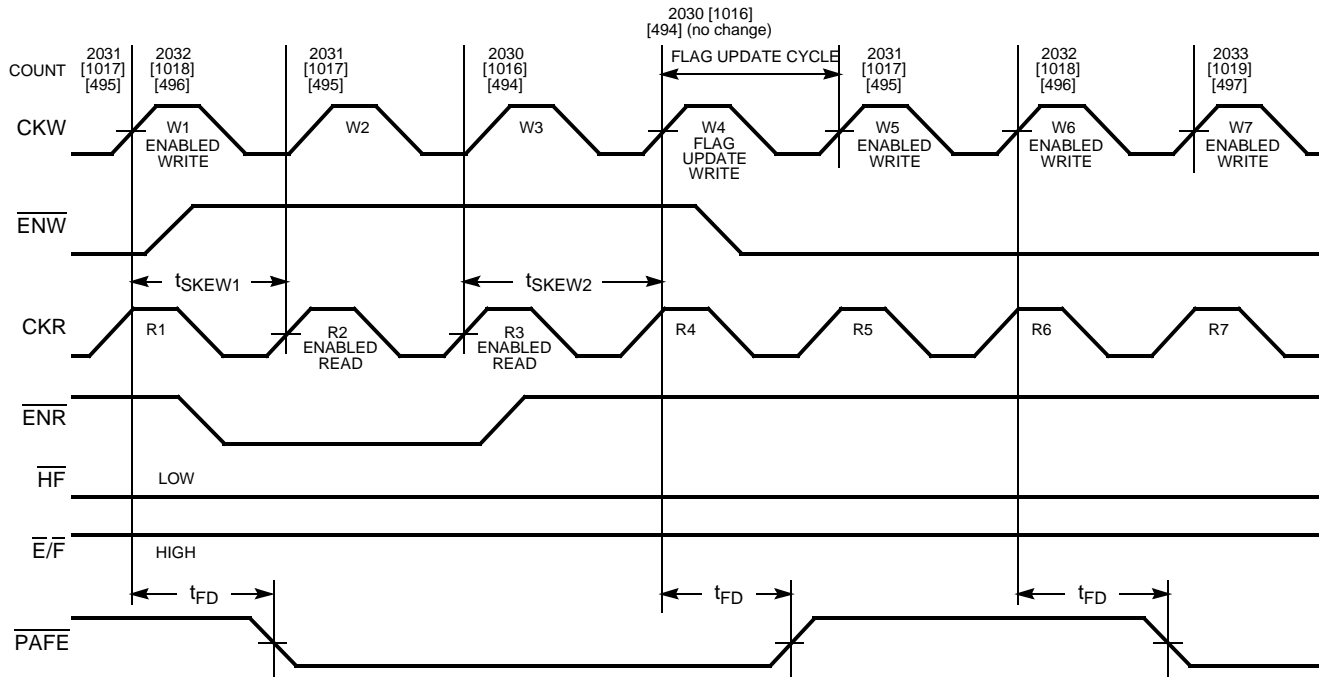 2030 [1016]
[494] (no change)
COUNT
2031
[1017]
[495]
2032
[1018]
[496]
2031
[1017]
[495]
2030
[1016]
[494]
FLAG UPDATE CYCLE
2031
[1017]
[495]
2032
[1018]
[496]
2033
[1019]
[497]
CKW
W1
ENABLED
WRITE
W2
W3
W4
FLAG
UPDATE
WRITE
W5
ENABLED
WRITE
W6
ENABLED
WRITE
W7
ENABLED
WRITE
ENW
tSKEW1
tSKEW2
CKR
R1
R2
ENABLED
READ
R3
ENABLED
READ
R4
R5
R6
R7
ENR
HF
LOW
E/F
HIGH
tFD
tFD
tFD
PAFE